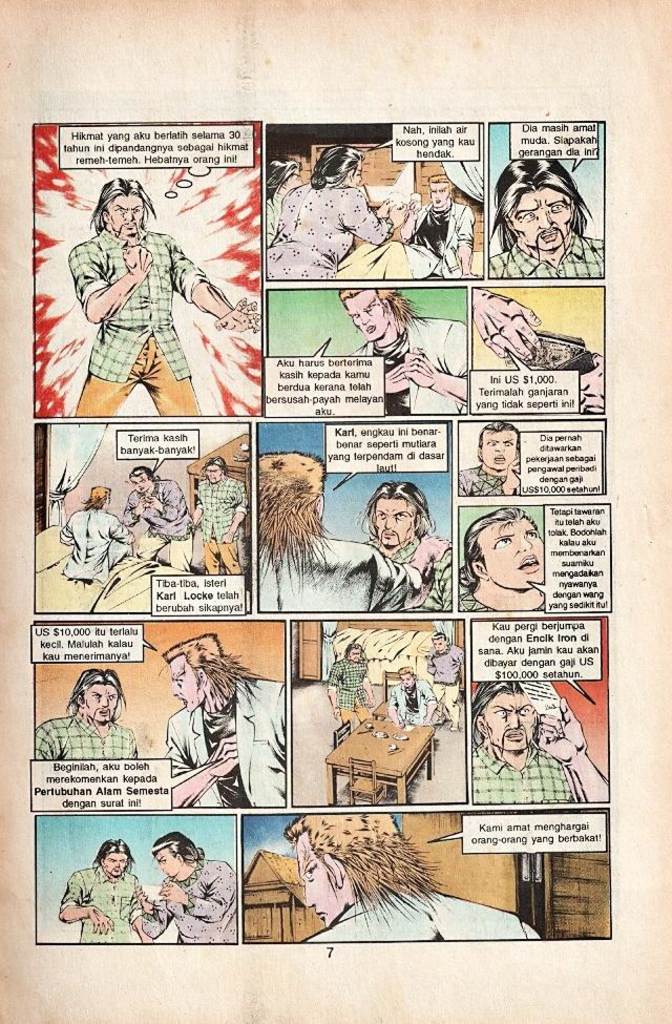 Hikmat yang aku berlatih selama 30
tahun ini dipandangnya sebagai hikmat
remeh-temeh. Hebatnya orang ini!
Nah, inilah air
kosong yang kau
hendak.
Dia masih amat
muda. Siapakah
gerangan dia ini?
Aku harus berterima
kasih kepada kamu
berdua kerana telah
bersusah-payah melayan
aku.
Ini US $1,000.
Terimalah ganjaran
yang tidak seperti ini!
Terima kasih
banyak-banyak!
Tiba-tiba, isteri
Karl Locke telah
berubah sikapnya!
Karl, engkau ini benar-
benar seperti mutiara
yang terpendam di dasar
laut!
Dia pernah
ditawarkan
pekerjaan sebagai
pengawal peribadi
dengan gaji
US$10,000 setahun!
Tetapi tawaran
itu telah aku
tolak. Bodohlah
kalau aku
membenarkan
suamiku
mengadaikan
nyawanya
dengan wang
yang sedikit itu!
US $10,000 itu terlalu
kecil. Malulah kalau
kau menerimanya!
Beginilah, aku boleh
merekomenkan kepada
Pertubuhan Alam Semesta
dengan surat ini!
Kau pergi berjumpa
dengan Encik Iron di
sana. Aku jamin kau akan
dibayar dengan gaji US
$100,000 setahun.
Kami amat menghargai
orang-orang yang berbakat!
7